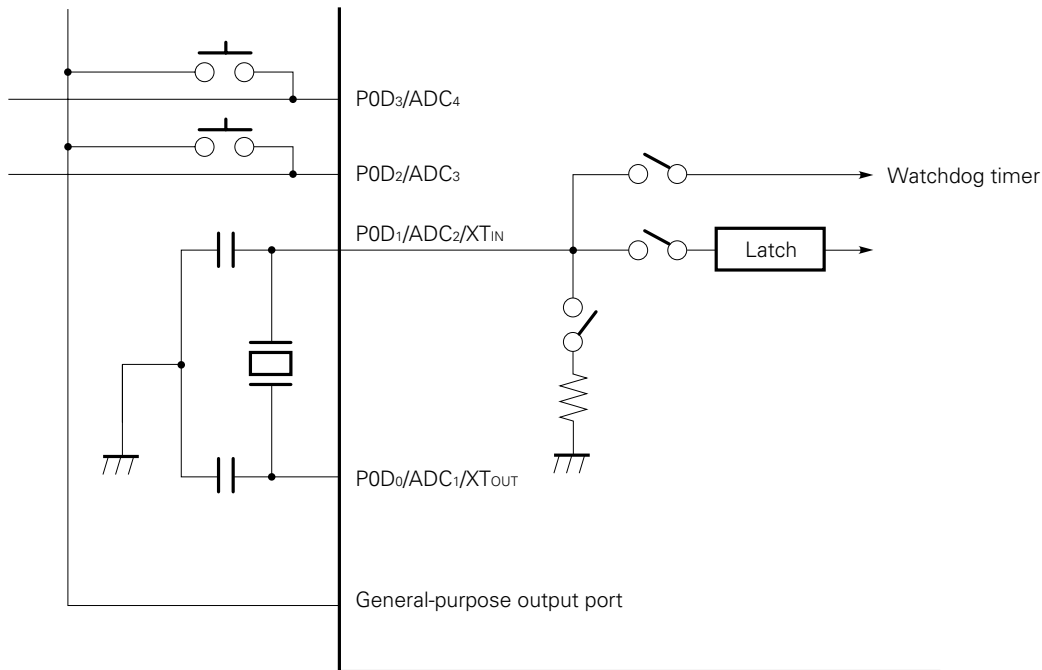 P0D₃/ADC₄
P0D₂/ADC₃
Watchdog timer
P0D₁/ADC₂/XTIN
Latch
P0D₀/ADC₁/XTOUT
General-purpose output port